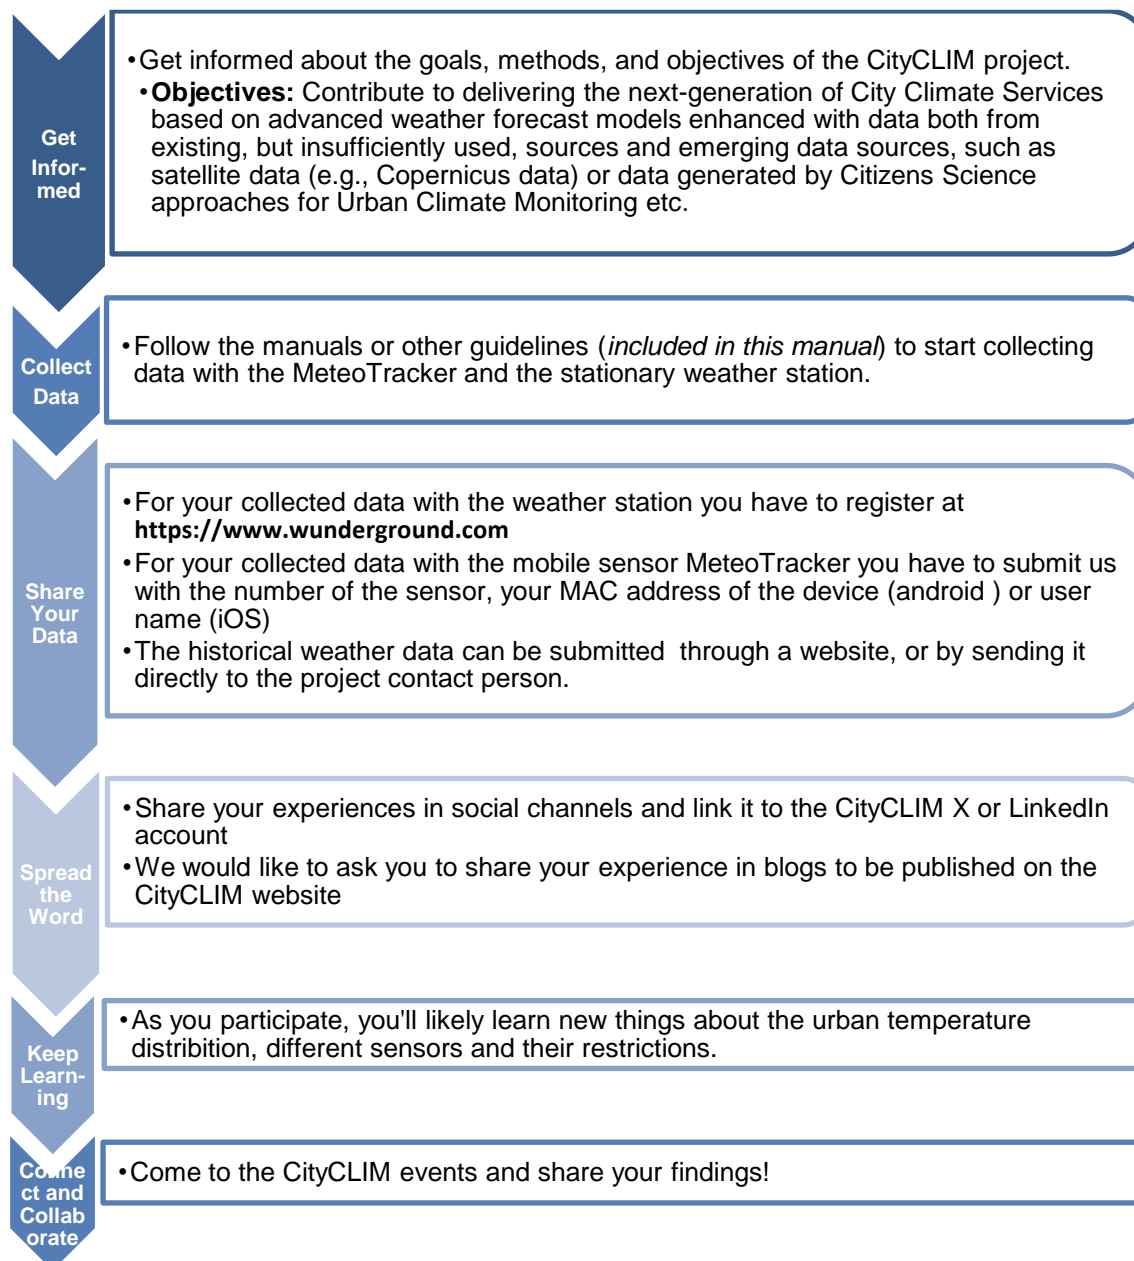 Get
Infor-
med
•Get informed about the goals, methods, and objectives of the CityCLIM project.
•Objectives: Contribute to delivering the next-generation of City Climate Services
based on advanced weather forecast models enhanced with data both from
existing, but insufficiently used, sources and emerging data sources, such as
satellite data (e.g., Copernicus data) or data generated by Citizens Science
approaches for Urban Climate Monitoring etc.
Collect
Data
•Follow the manuals or other guidelines (included in this manual) to start collecting
data with the MeteoTracker and the stationary weather station.
Share
Your
Data
•For your collected data with the weather station you have to register at
https://www.wunderground.com
•For your collected data with the mobile sensor MeteoTracker you have to submit us
with the number of the sensor, your MAC address of the device (android ) or user
name (iOS)
•The historical weather data can be submitted  through a website, or by sending it
directly to the project contact person.
Spread
the
Word
•Share your experiences in social channels and link it to the CityCLIM X or LinkedIn
account
•We would like to ask you to share your experience in blogs to be published on the
CityCLIM website
Keep
Learn-
ing
•As you participate, you'll likely learn new things about the urban temperature
distribition, different sensors and their restrictions.
Conne
ct and
Collab
orate
•Come to the CityCLIM events and share your findings!